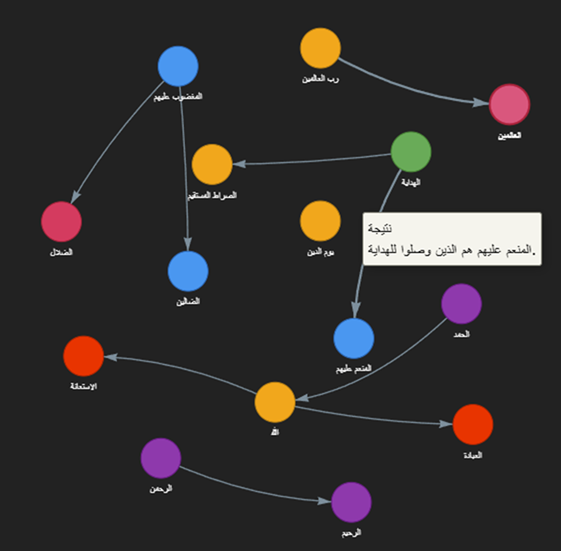 رب العالمين
المغضوب عليهم
العالمين
الهداية
الصراط المستقيم
نتيجة
المنعم عليهم هم الذين وصلوا للهداية.
يوم الدين
الضلال
الضالين
الحمد
المنعم عليهم
الاستعانة
الله
العبادة
الرحمن
الرحيم